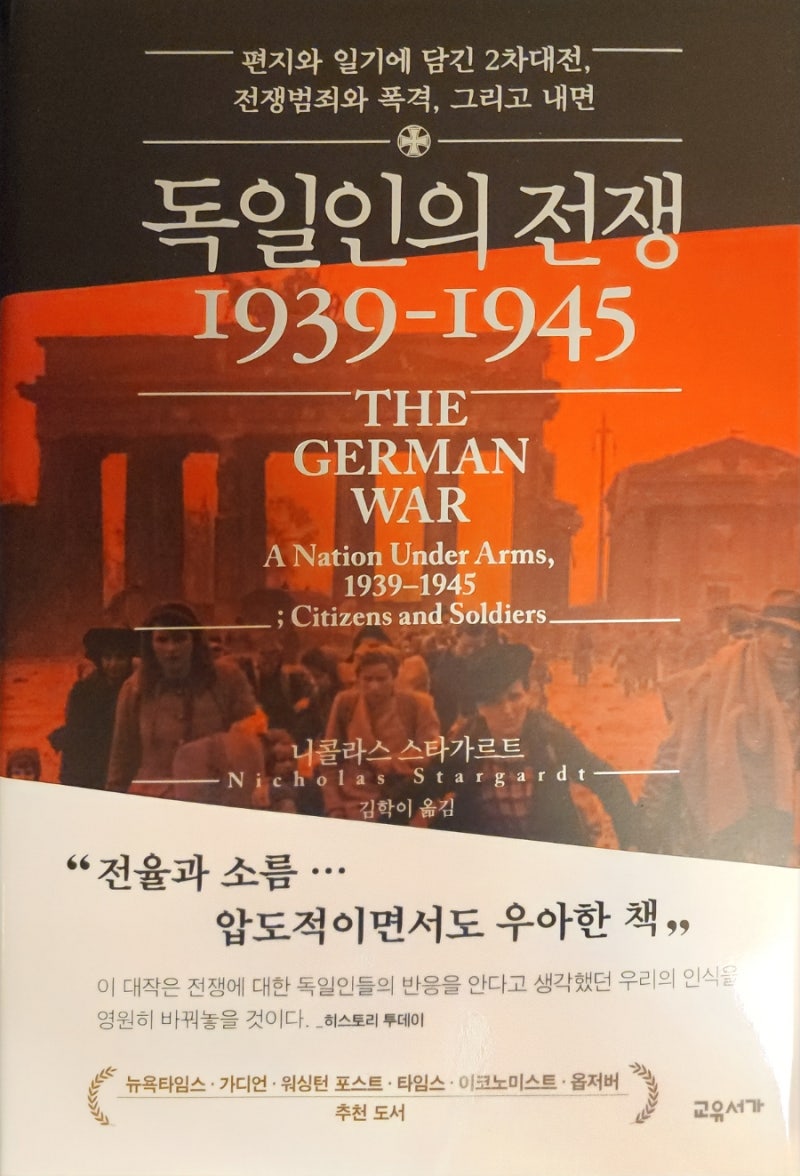 편지와 일기에 담긴 2차대전,
전쟁범죄와 폭격, 그리고 내면
독일인의 전쟁
1939-1945
THE
GERMAN
WAR
A Nation Under Arms,
1939–1945
; Citizens and Soldiers
니콜라스 스타가르트
Nicholas Stargardt
김학이 옮김
“전율과 소름 …
압도적이면서도 우아한 책”
이 대작은 전쟁에 대한 독일인들의 반응을 안다고 생각했던 우리의 인식을
영원히 바꿔놓을 것이다. _히스토리 투데이
뉴욕타임스 · 가디언 · 워싱턴 포스트 · 타임스 · 이코노미스트 · 옵저버
추천 도서
교유서가